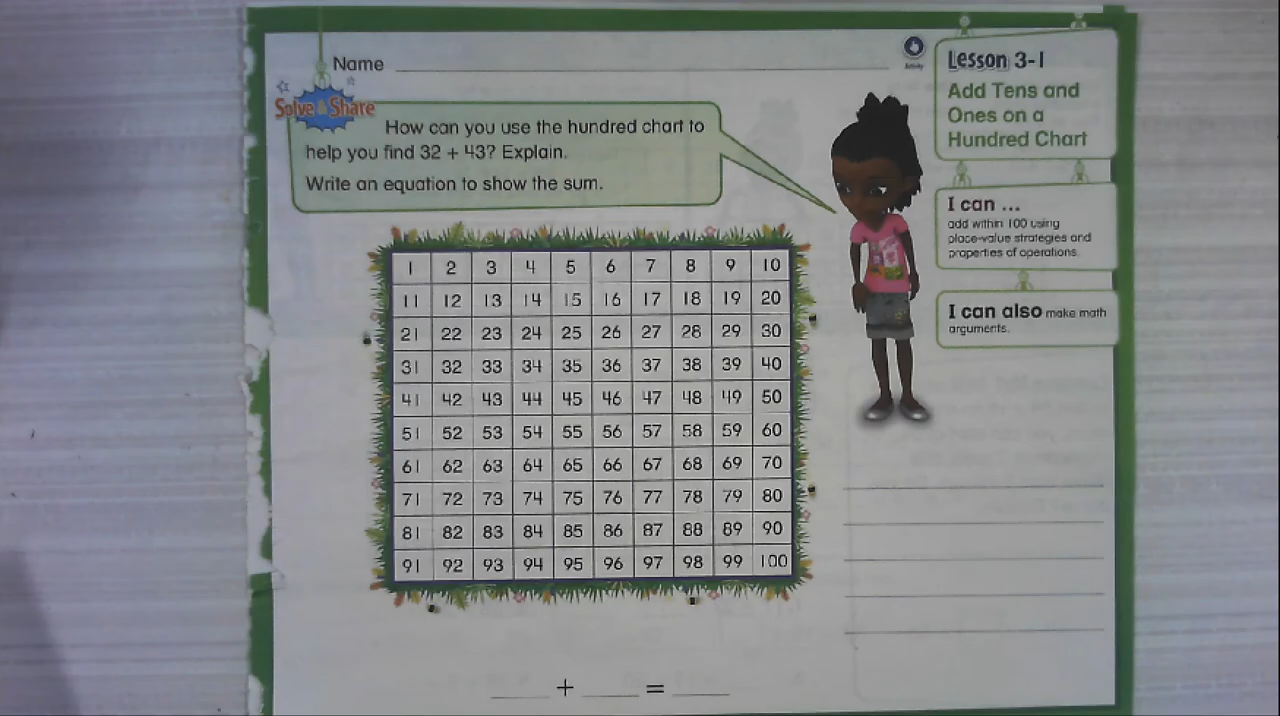 Name
Activity
Solve & Share
How can you use the hundred chart to
help you find 32 + 43? Explain.
Write an equation to show the sum.
Lesson 3-1
Add Tens and
Ones on a
Hundred Chart
I can ...
add within 100 using
place-value strategies and
properties of operations.
I can also make math
arguments.
1 2 3 4 5 6 7 8 9 10
11 12 13 14 15 16 17 18 19 20
21 22 23 24 25 26 27 28 29 30
31 32 33 34 35 36 37 38 39 40
41 42 43 44 45 46 47 48 49 50
51 52 53 54 55 56 57 58 59 60
61 62 63 64 65 66 67 68 69 70
71 72 73 74 75 76 77 78 79 80
81 82 83 84 85 86 87 88 89 90
91 92 93 94 95 96 97 98 99 100
____ + ____ = ____